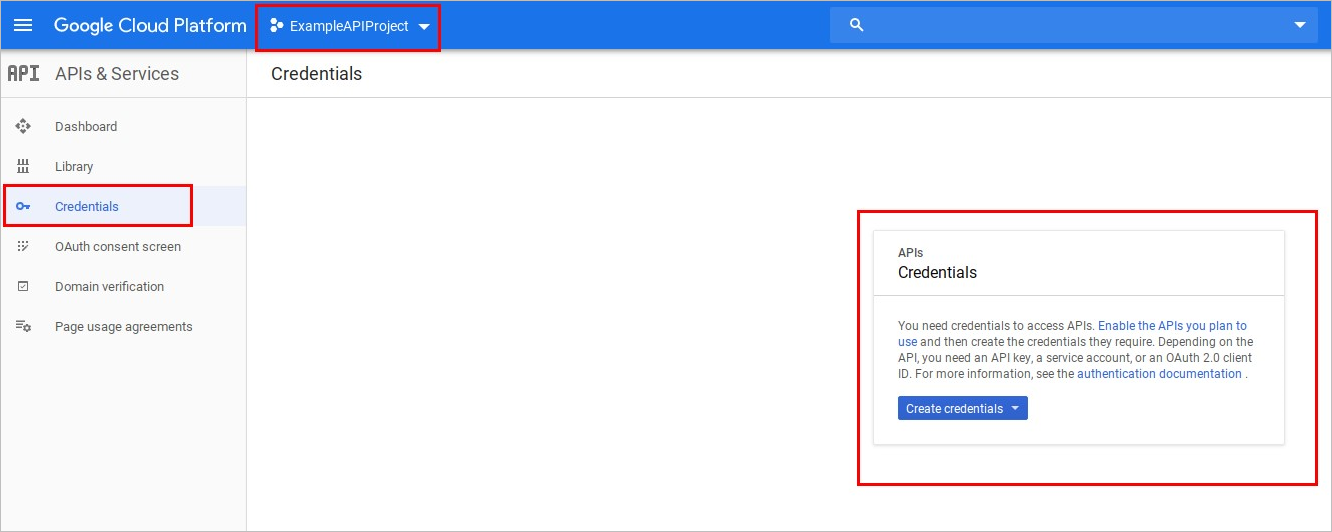 Google Cloud Platform
ExampleAPIProject
API
APIs & Services
Credentials
Dashboard
Library
Credentials
OAuth consent screen
Domain verification
Page usage agreements
APIs
Credentials
You need credentials to access APIs. Enable the APIs you plan to
use and then create the credentials they require. Depending on the
API, you need an API key, a service account, or an OAuth 2.0 client
ID. For more information, see the authentication documentation .
Create credentials